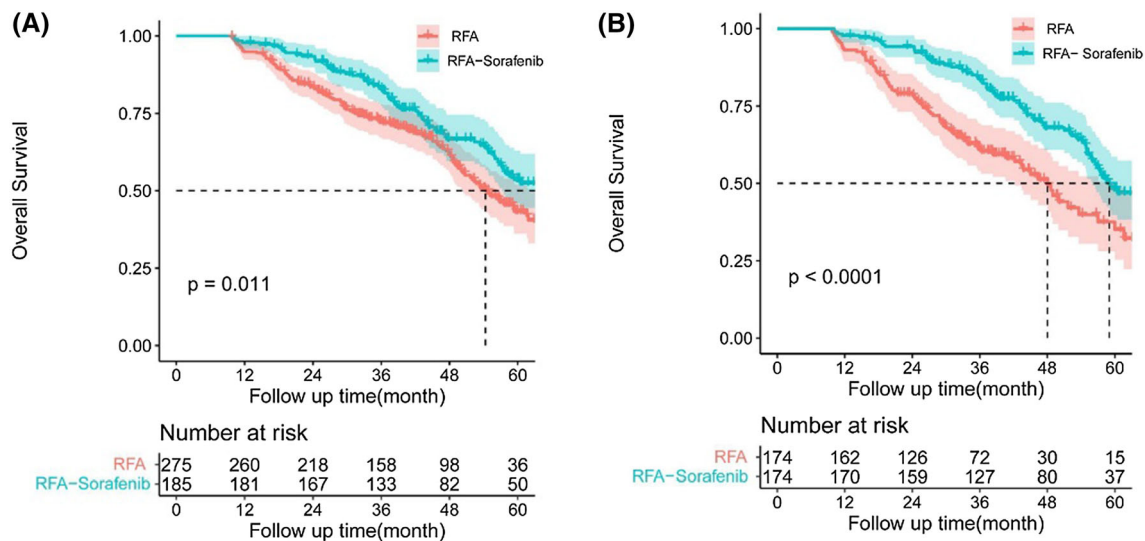 (A)
1.00
0.75
0.50
0.25
0.00
Overall Survival
RFA
RFA-Sorafenib
p = 0.011
0 12 24 36 48 60
Follow up time(month)
Number at risk
RFA 275 260 218 158 98 36
RFA-Sorafenib 185 181 167 133 82 50
0 12 24 36 48 60
Follow up time(month)
(B)
1.00
0.75
0.50
0.25
0.00
Overall Survival
RFA
RFA- Sorafenib
p < 0.0001
0 12 24 36 48 60
Follow up time(month)
Number at risk
RFA 174 162 126 72 30 15
RFA-Sorafenib 174 170 159 127 80 37
0 12 24 36 48 60
Follow up time(month)